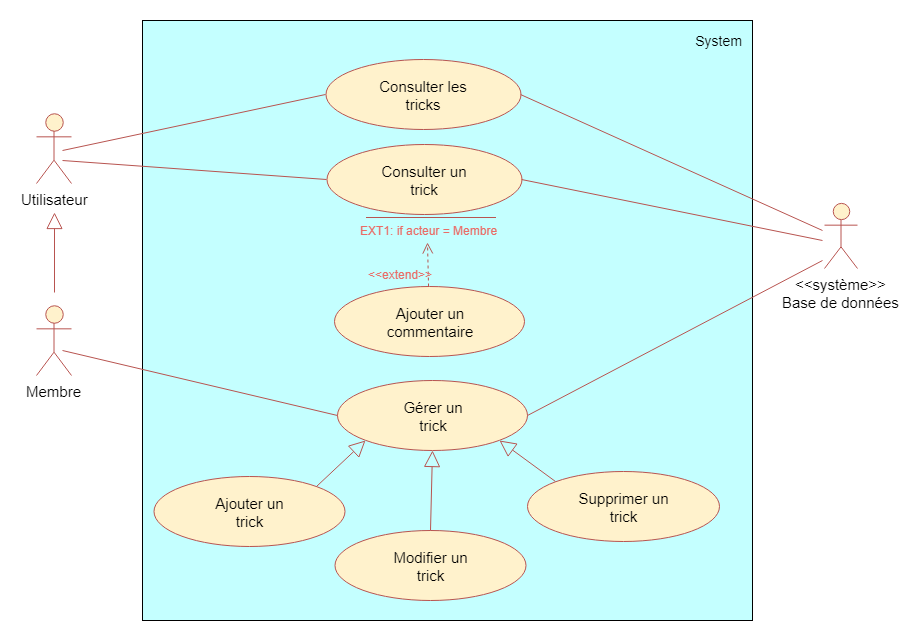 System
Consulter les
tricks
Consulter un
trick
Utilisateur
EXT1: if acteur = Membre
<<extend>>
<<système>>
Base de données
Ajouter un
commentaire
Membre
Gérer un
trick
Ajouter un
trick
Supprimer un
trick
Modifier un
trick